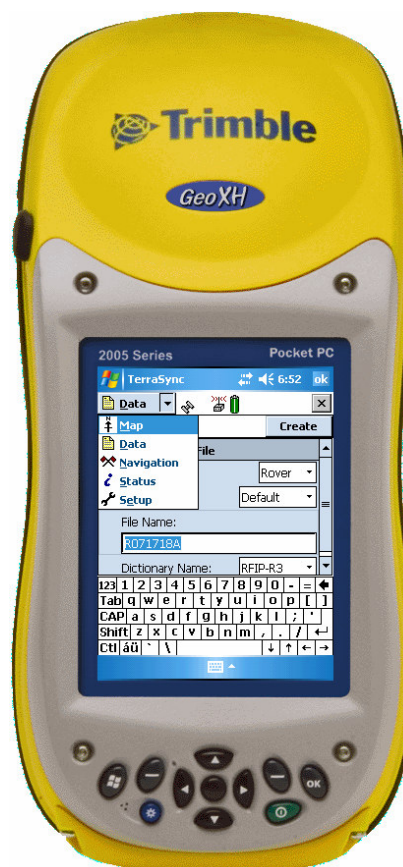 Trimble
GeoXH
2005 Series Pocket PC
TerraSync 6:52 ok
Data
Map Create
Data File
Navigation Rover
Status Default
Setup
File Name:
R071718A
Dictionary Name: RFIP-R3
123 1 2 3 4 5 6 7 8 9 0 - =
Tab q w e r t y u i o p [ ]
CAP a s d f g h j k l ; '
Shift z x c v b n m , . /
Ctl áü ` \
OK